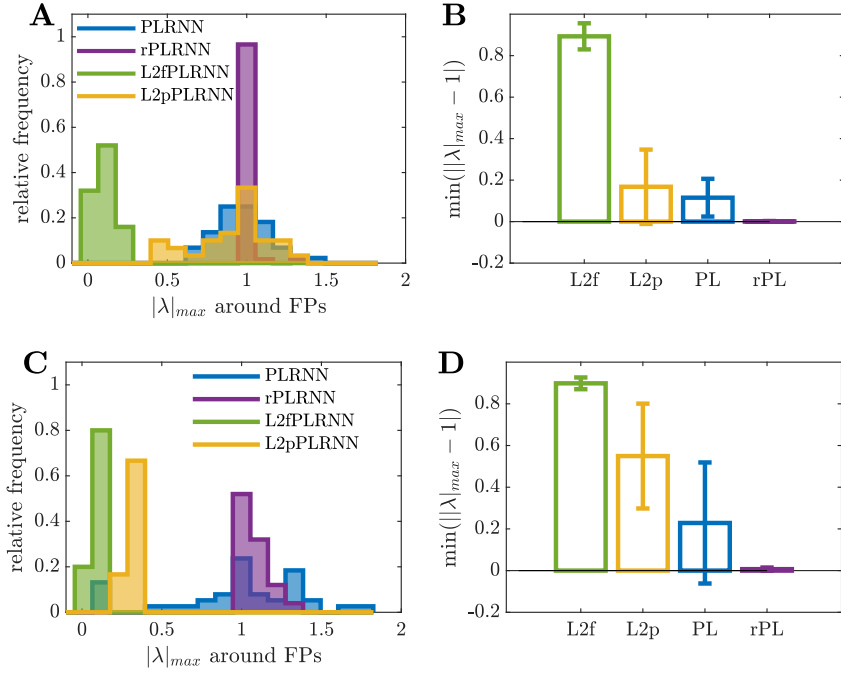 A
PLRNN
rPLRNN
L2fPLRNN
L2pPLRNN
relative frequency
1
0.8
0.6
0.4
0.2
0
0 0.5 1 1.5 2
|λ|max around FPs
B
min(||λ|max − 1|)
0.8
0.6
0.4
0.2
0
-0.2
L2f L2p PL rPL
C
PLRNN
rPLRNN
L2fPLRNN
L2pPLRNN
relative frequency
1
0.8
0.6
0.4
0.2
0
0 0.5 1 1.5 2
|λ|max around FPs
D
min(||λ|max − 1|)
0.8
0.6
0.4
0.2
0
-0.2
L2f L2p PL rPL